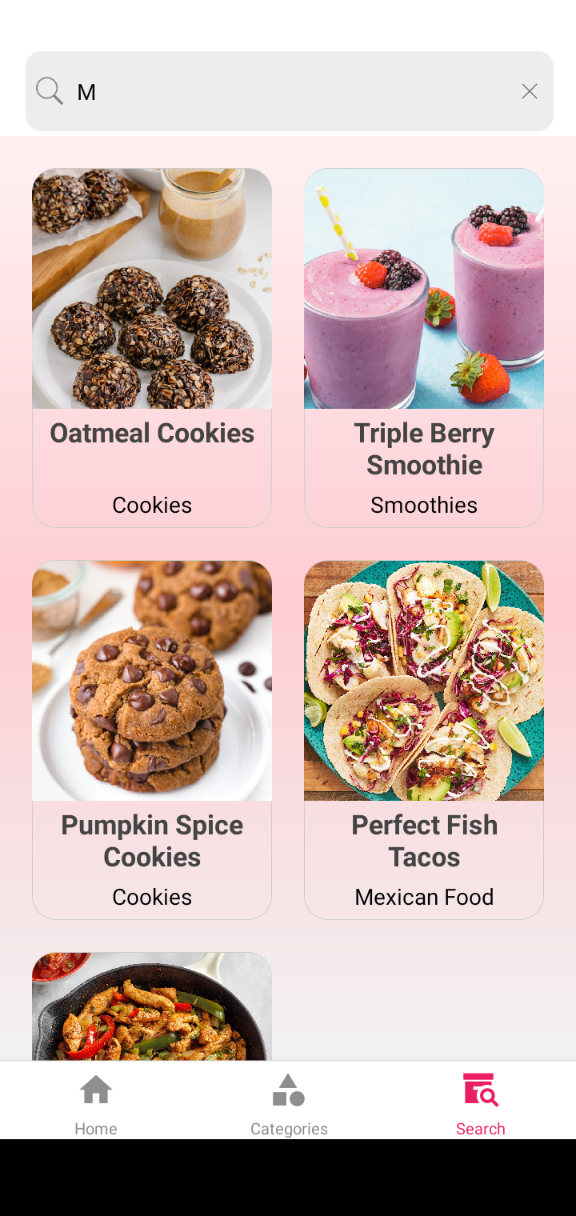 M
Oatmeal Cookies
Cookies
Triple Berry
Smoothie
Smoothies
Pumpkin Spice
Cookies
Cookies
Perfect Fish
Tacos
Mexican Food
Home
Categories
Search